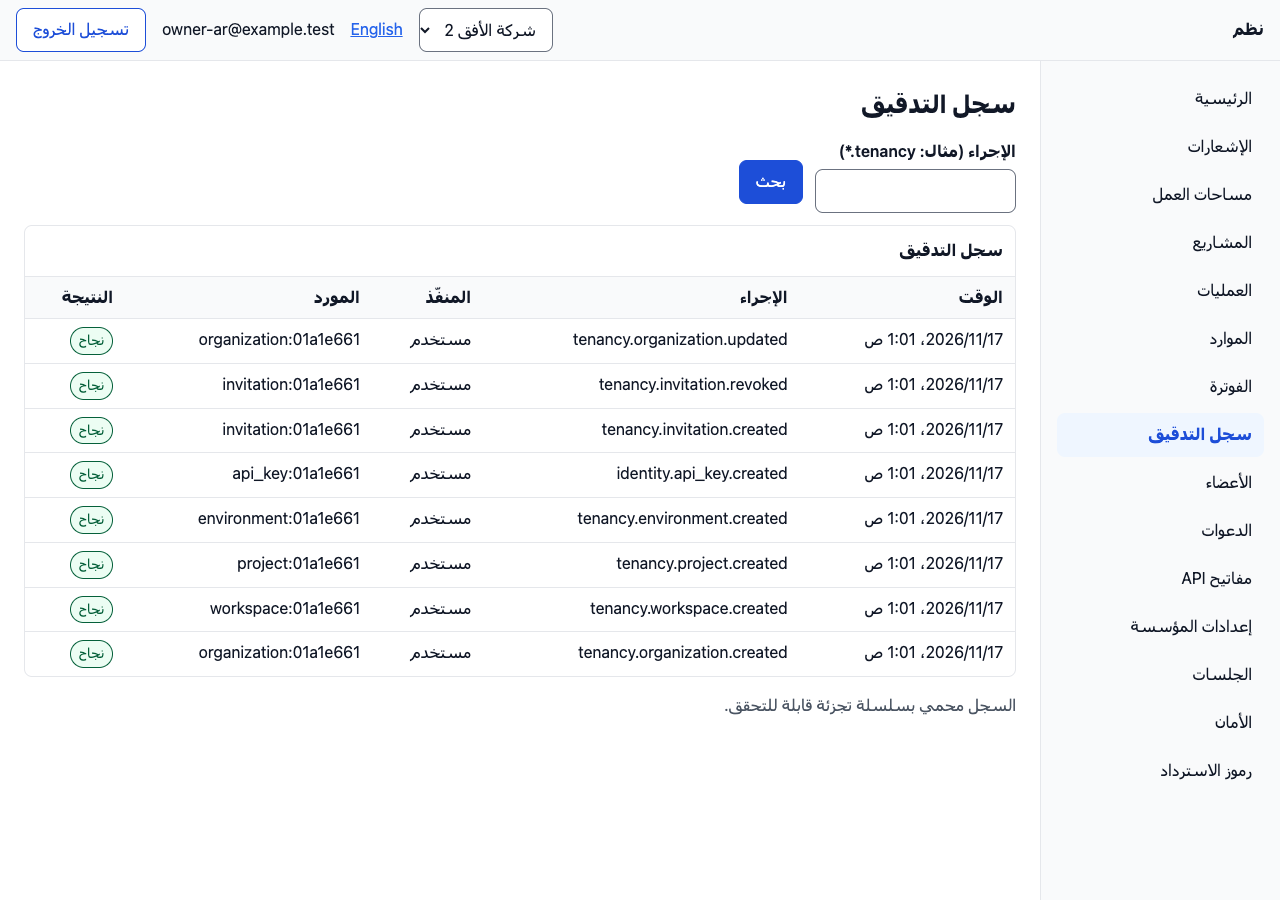 نظم
شركة الأفق 2
English
owner-ar@example.test
تسجيل الخروج
الرئيسية
الإشعارات
مساحات العمل
المشاريع
العمليات
الموارد
الفوترة
سجل التدقيق
الأعضاء
الدعوات
مفاتيح API
إعدادات المؤسسة
الجلسات
الأمان
رموز الاسترداد
سجل التدقيق
الإجراء (مثال: tenancy.*)
بحث
سجل التدقيق
الوقت الإجراء المنفّذ المورد النتيجة
2026/11/17، 1:01 ص tenancy.organization.updated مستخدم organization:01a1e661 نجاح
2026/11/17، 1:01 ص tenancy.invitation.revoked مستخدم invitation:01a1e661 نجاح
2026/11/17، 1:01 ص tenancy.invitation.created مستخدم invitation:01a1e661 نجاح
2026/11/17، 1:01 ص identity.api_key.created مستخدم api_key:01a1e661 نجاح
2026/11/17، 1:01 ص tenancy.environment.created مستخدم environment:01a1e661 نجاح
2026/11/17، 1:01 ص tenancy.project.created مستخدم project:01a1e661 نجاح
2026/11/17، 1:01 ص tenancy.workspace.created مستخدم workspace:01a1e661 نجاح
2026/11/17، 1:01 ص tenancy.organization.created مستخدم organization:01a1e661 نجاح
السجل محمي بسلسلة تجزئة قابلة للتحقق.